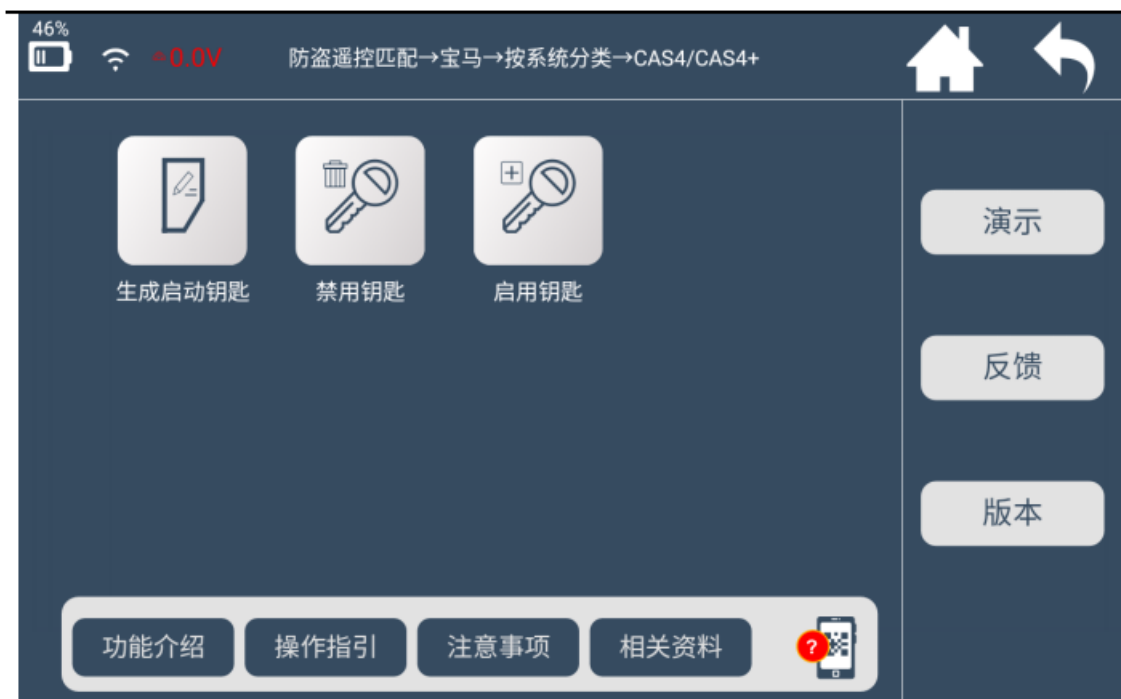 46%
0.0V
防盗遥控匹配→宝马→按系统分类→CAS4/CAS4+
生成启动钥匙
禁用钥匙
启用钥匙
演示
反馈
版本
功能介绍
操作指引
注意事项
相关资料
?